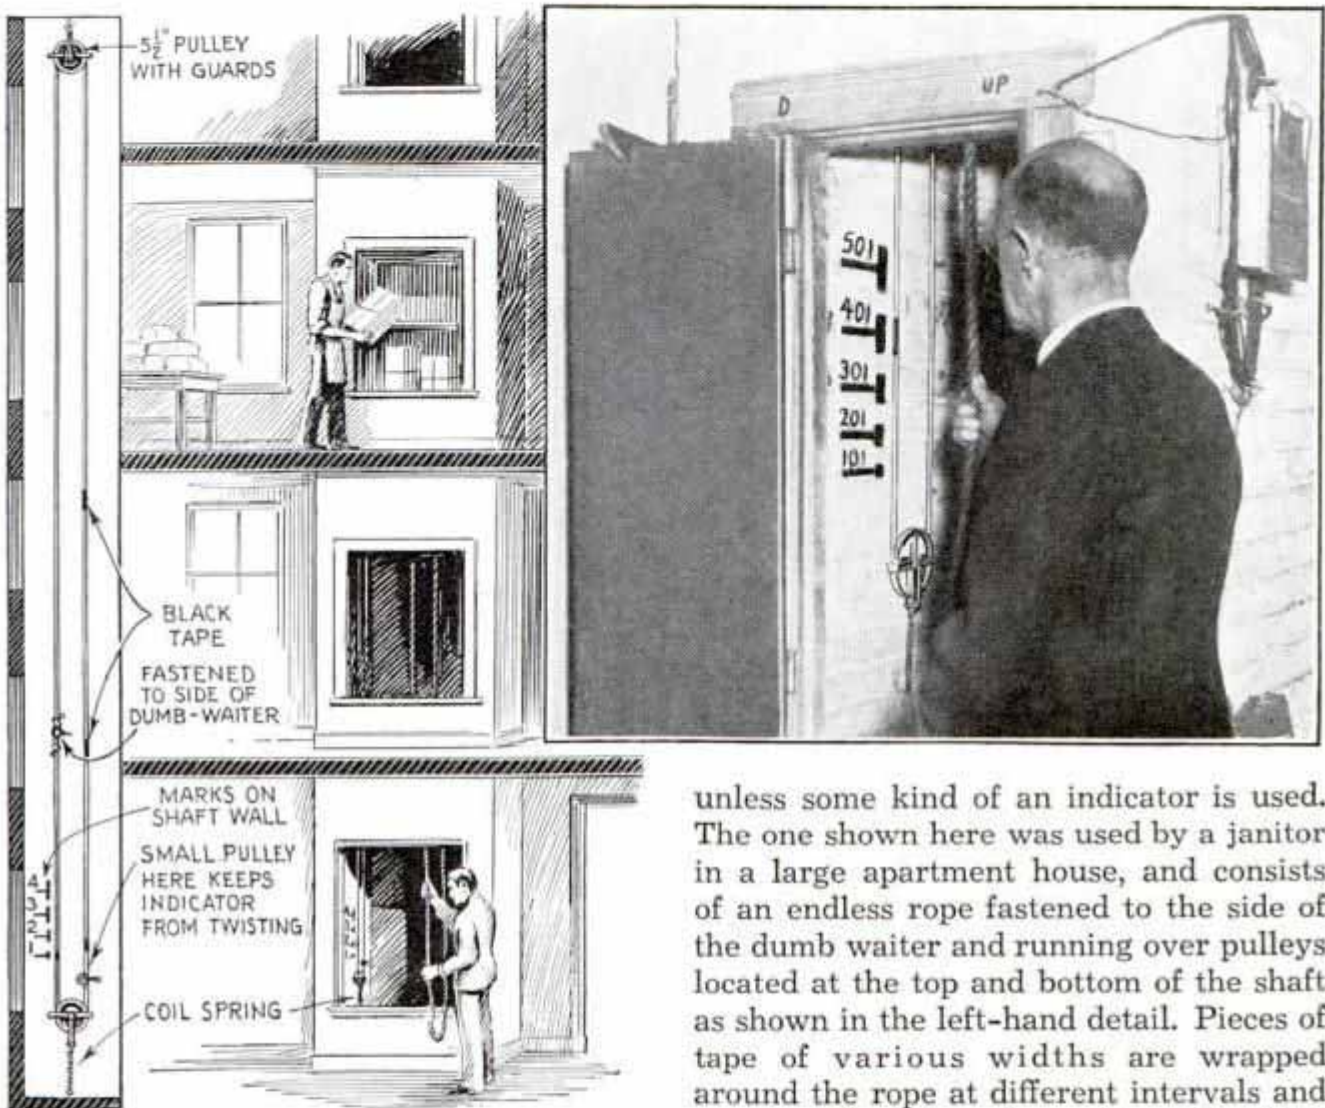 5½" PULLEY
WITH GUARDS
BLACK
TAPE
FASTENED
TO SIDE OF
DUMB-WAITER
MARKS ON
SHAFT WALL
SMALL PULLEY
HERE KEEPS
INDICATOR
FROM TWISTING
4
3
2
1
COIL SPRING
D
UP
501
401
301
201
101
unless some kind of an indicator is used.
The one shown here was used by a janitor
in a large apartment house, and consists
of an endless rope fastened to the side of
the dumb waiter and running over pulleys
located at the top and bottom of the shaft
as shown in the left-hand detail. Pieces of
tape of various widths are wrapped
around the rope at different intervals and